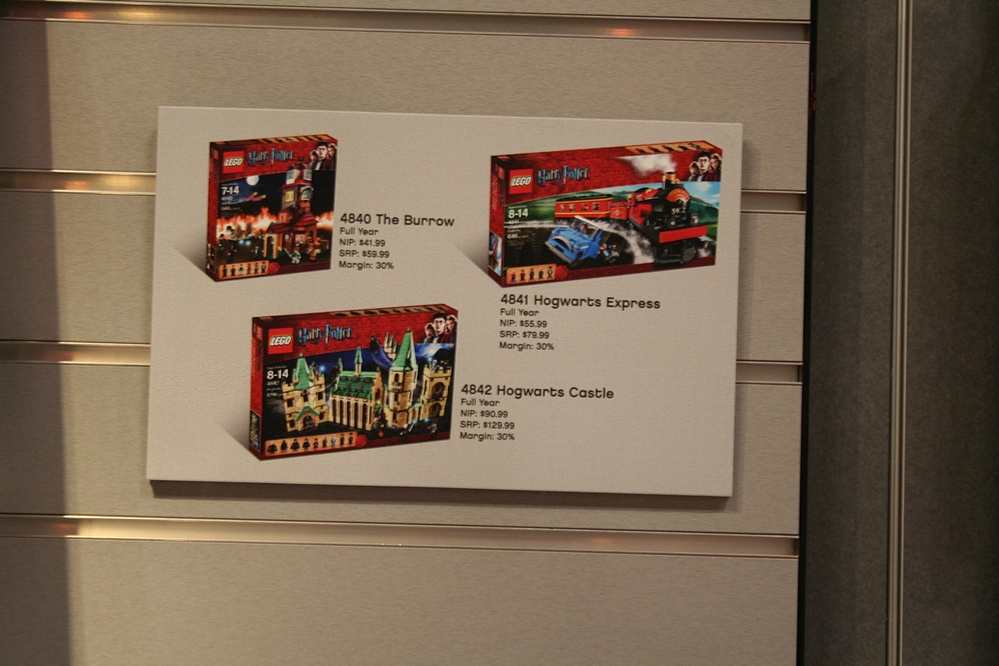 LEGO Harry Potter
7-14
4840 The Burrow
Full Year
NIP: $41.99
SRP: $59.99
Margin: 30%
LEGO Harry Potter
8-14
4841 Hogwarts Express
Full Year
NIP: $55.99
SRP: $79.99
Margin: 30%
LEGO Harry Potter
8-14
4842 Hogwarts Castle
Full Year
NIP: $90.99
SRP: $129.99
Margin: 30%